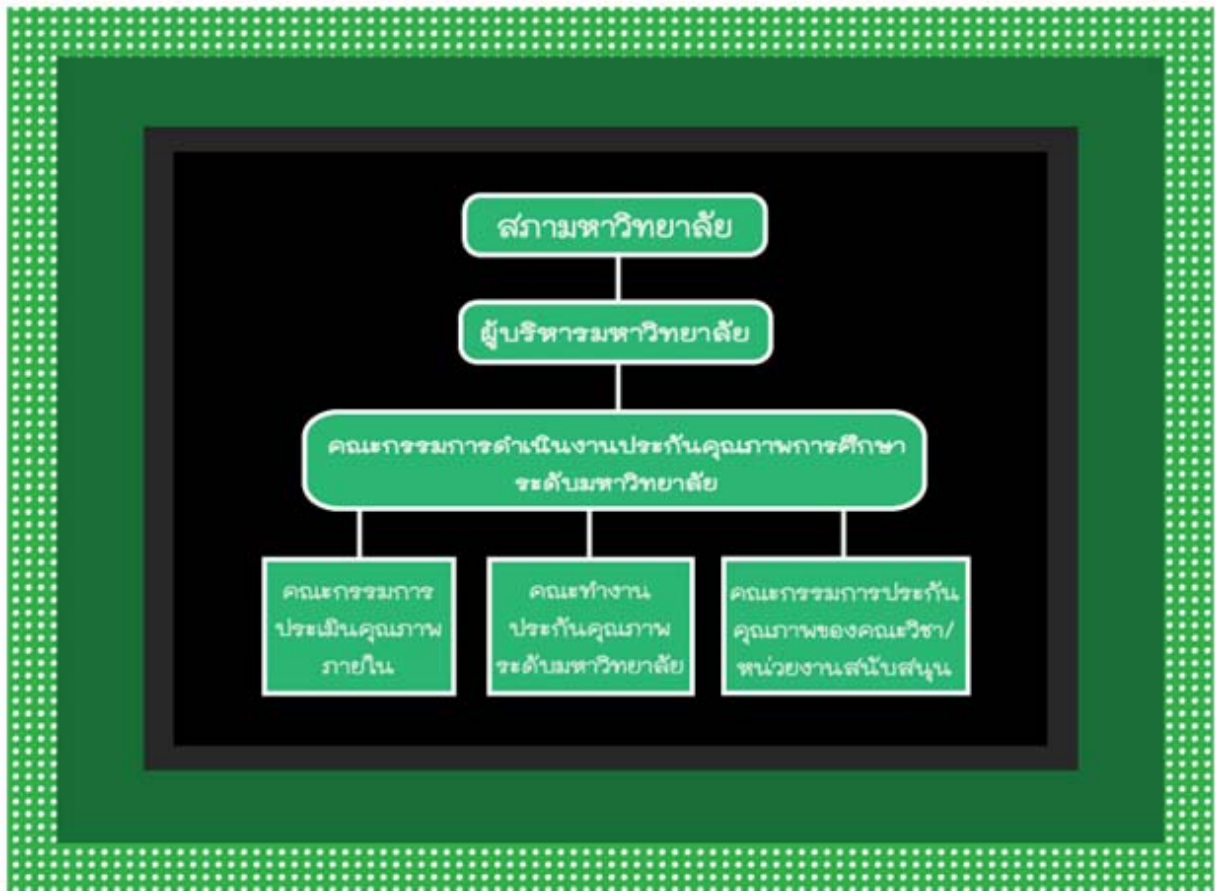 สภามหาวิทยาลัย
ผู้บริหารมหาวิทยาลัย
คณะกรรมการดำเนินงานประกันคุณภาพการศึกษา
ระดับมหาวิทยาลัย
คณะกรรมการ
ประเมินคุณภาพ
ภายใน
คณะทำงาน
ประกันคุณภาพ
ระดับมหาวิทยาลัย
คณะกรรมการประกัน
คุณภาพของคณะวิชา/
หน่วยงานสนับสนุน